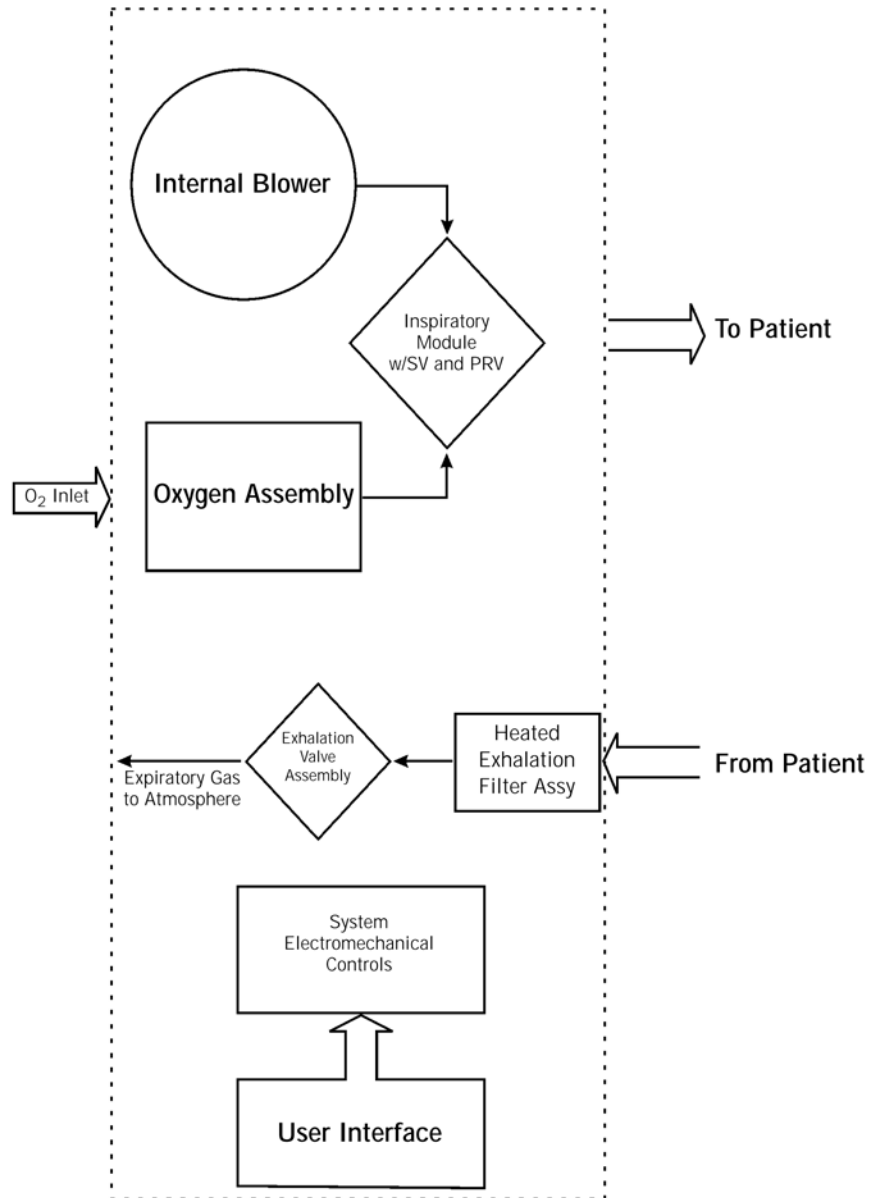 Internal Blower
Inspiratory
Module
w/SV and PRV
To Patient
O₂ Inlet
Oxygen Assembly
Exhalation
Valve
Assembly
Heated
Exhalation
Filter Assy
From Patient
Expiratory Gas
to Atmosphere
System
Electromechanical
Controls
User Interface